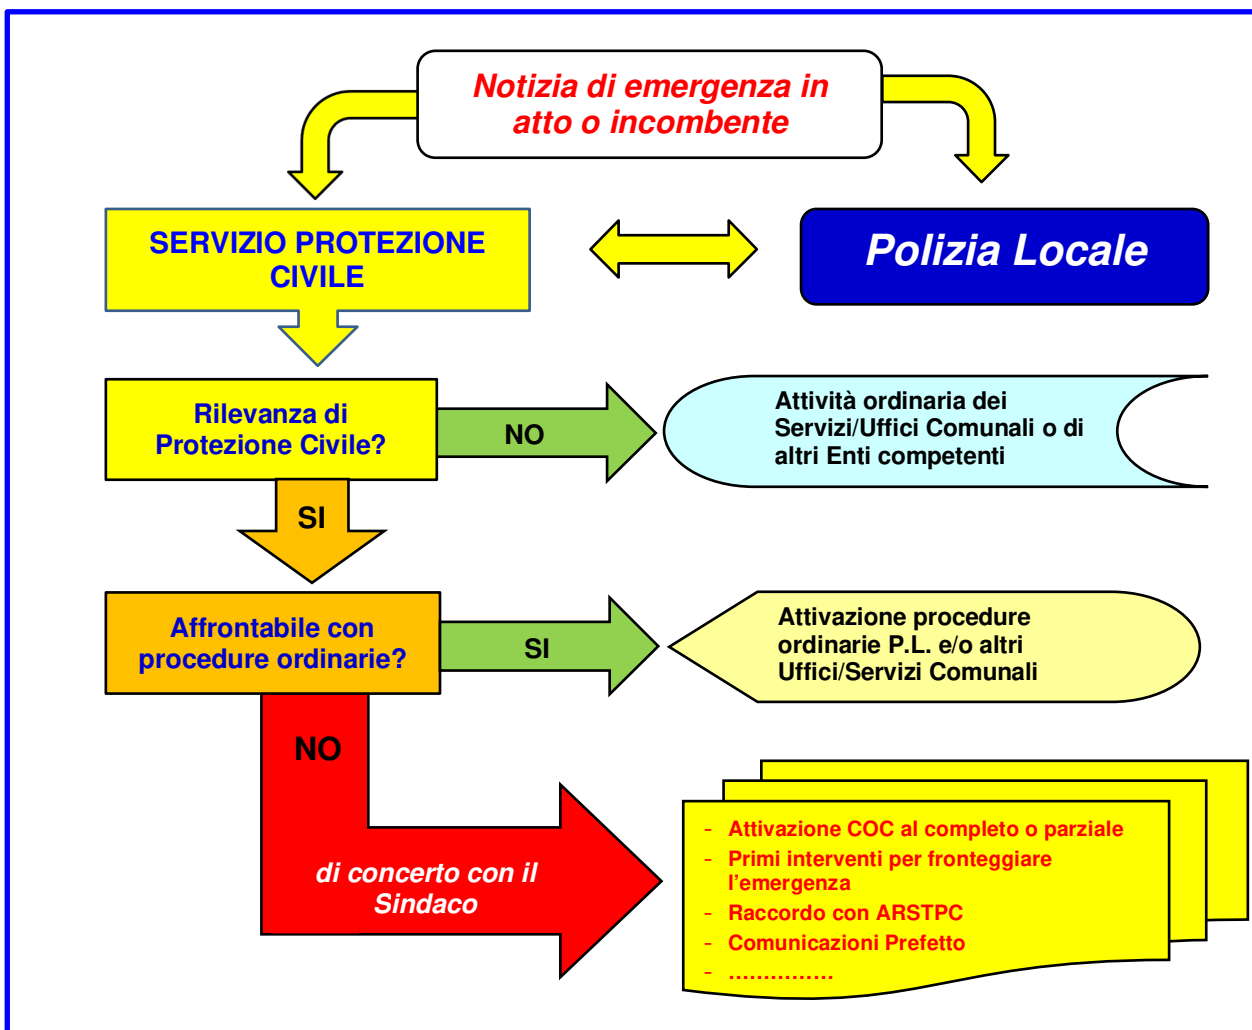 Notizia di emergenza in
atto o incombente
SERVIZIO PROTEZIONE
CIVILE
Polizia Locale
Rilevanza di
Protezione Civile?
NO
Attività ordinaria dei
Servizi/Uffici Comunali o di
altri Enti competenti
SI
Affrontabile con
procedure ordinarie?
SI
Attivazione procedure
ordinarie P.L. e/o altri
Uffici/Servizi Comunali
NO
di concerto con il
Sindaco
- Attivazione COC al completo o parziale
- Primi interventi per fronteggiare
l'emergenza
- Raccordo con ARSTPC
- Comunicazioni Prefetto
- ...............